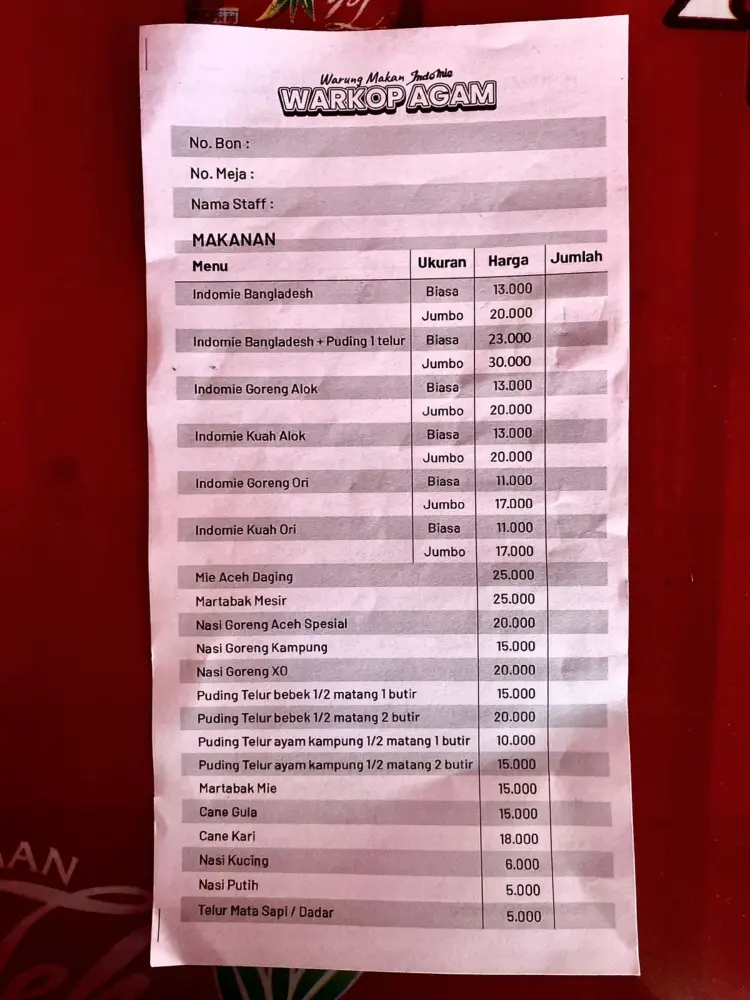 Teh
Warung Makan Indomie
WARKOP AGAM
No. Bon :
No. Meja :
Nama Staff :
MAKANAN
Menu Ukuran Harga Jumlah
Indomie Bangladesh Biasa 13.000
Jumbo 20.000
Indomie Bangladesh + Puding 1 telur Biasa 23.000
Jumbo 30.000
Indomie Goreng Alok Biasa 13.000
Jumbo 20.000
Indomie Kuah Alok Biasa 13.000
Jumbo 20.000
Indomie Goreng Ori Biasa 11.000
Jumbo 17.000
Indomie Kuah Ori Biasa 11.000
Jumbo 17.000
Mie Aceh Daging 25.000
Martabak Mesir 25.000
Nasi Goreng Aceh Spesial 20.000
Nasi Goreng Kampung 15.000
Nasi Goreng XO 20.000
Puding Telur bebek 1/2 matang 1 butir 15.000
Puding Telur bebek 1/2 matang 2 butir 20.000
Puding Telur ayam kampung 1/2 matang 1 butir 10.000
Puding Telur ayam kampung 1/2 matang 2 butir 15.000
Martabak Mie 15.000
Cane Gula 15.000
Cane Kari 18.000
Nasi Kucing 6.000
Nasi Putih 5.000
Telur Mata Sapi / Dadar 5.000
AAN
Teh